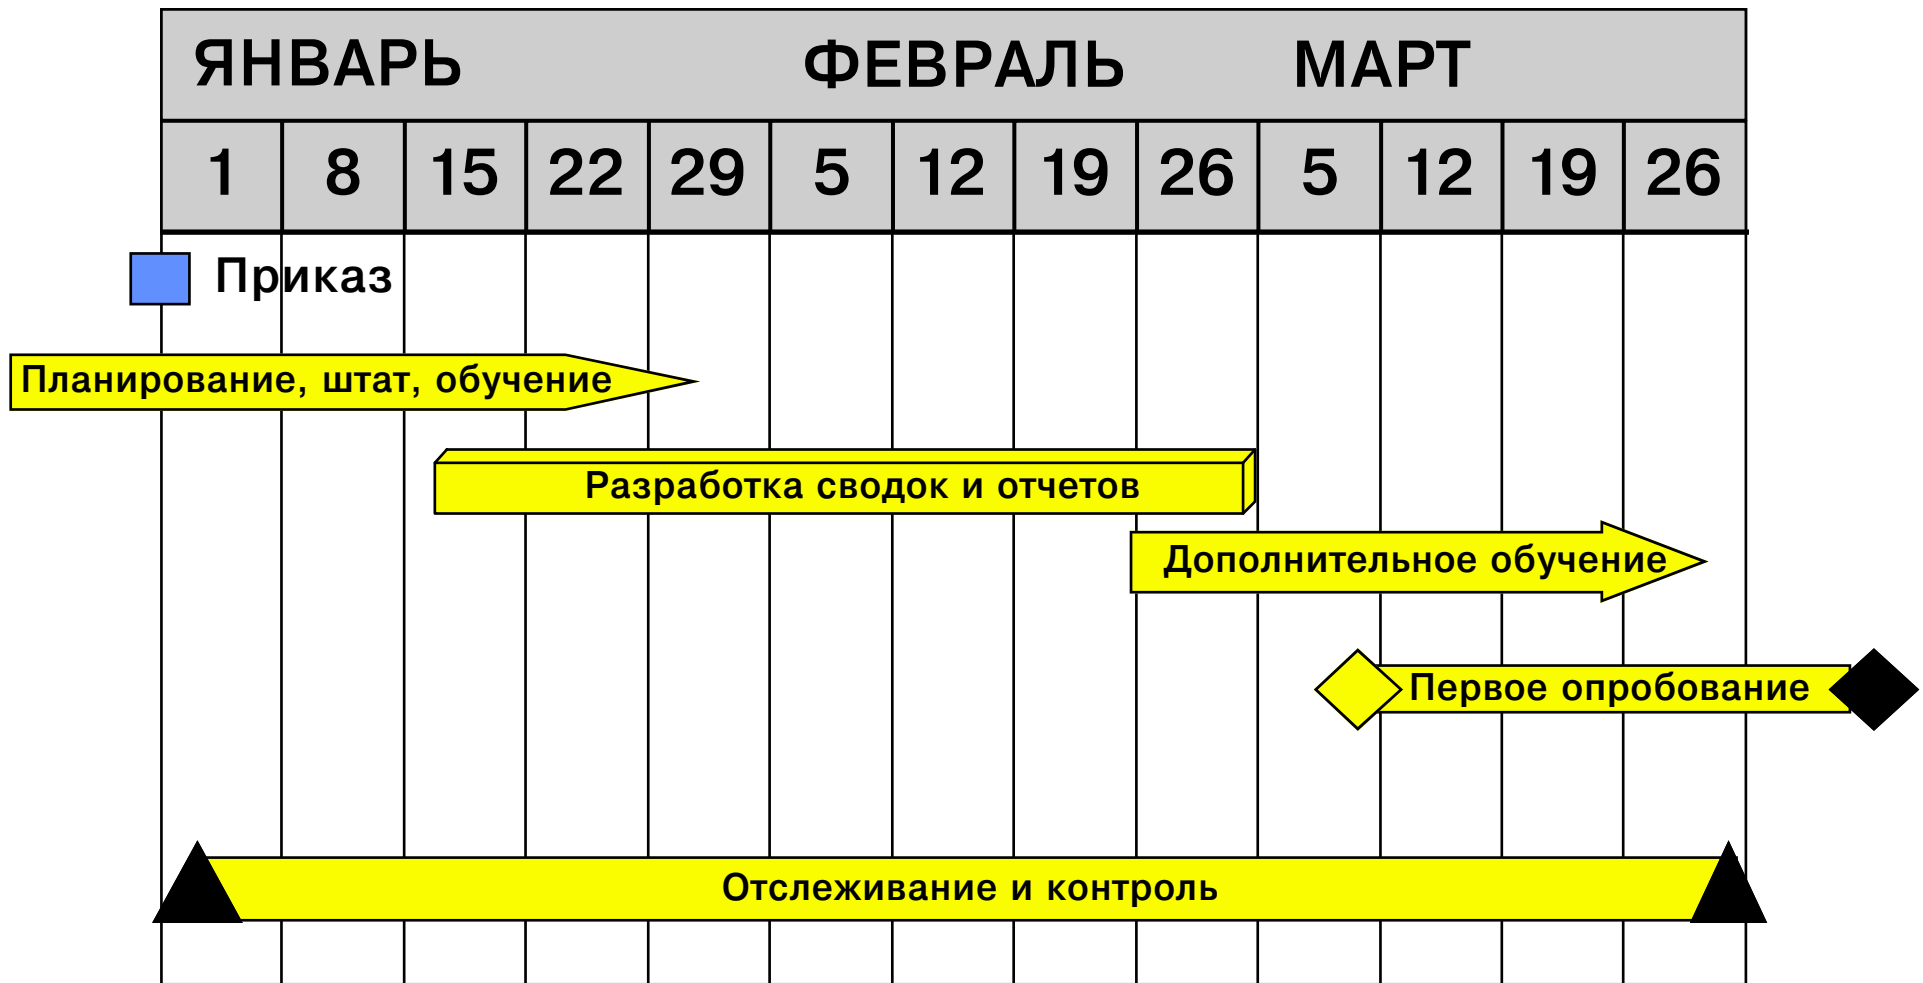 ЯНВАРЬ ФЕВРАЛЬ МАРТ
1 8 15 22 29 5 12 19 26 5 12 19 26
Приказ
Планирование, штат, обучение
Разработка сводок и отчетов
Дополнительное обучение
Первое опробование
Отслеживание и контроль